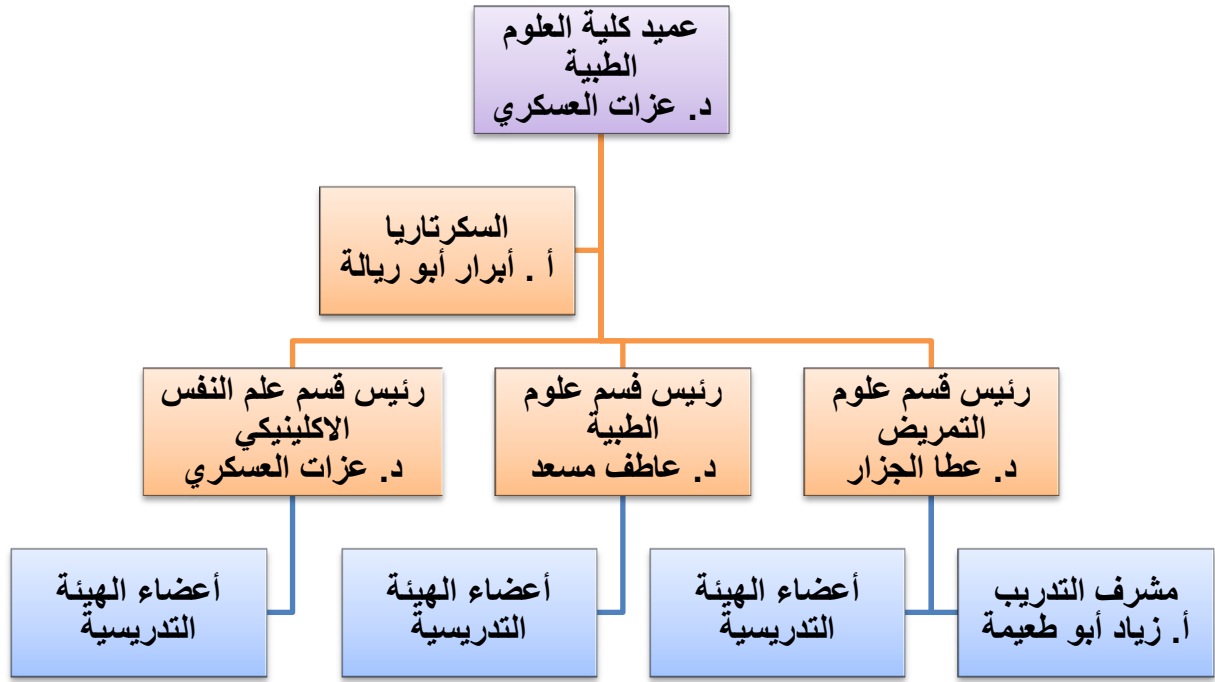 عميد كلية العلوم
الطبية
د. عزات العسكري
السكرتاريا
أ . أبرار أبو ريالة
رئيس قسم علوم
التمريض
د. عطا الجزار
رئيس فسم علوم
الطبية
د. عاطف مسعد
رئيس قسم علم النفس
الاكلينيكي
د. عزات العسكري
مشرف التدريب
أ. زياد أبو طعيمة
أعضاء الهيئة
التدريسية
أعضاء الهيئة
التدريسية
أعضاء الهيئة
التدريسية